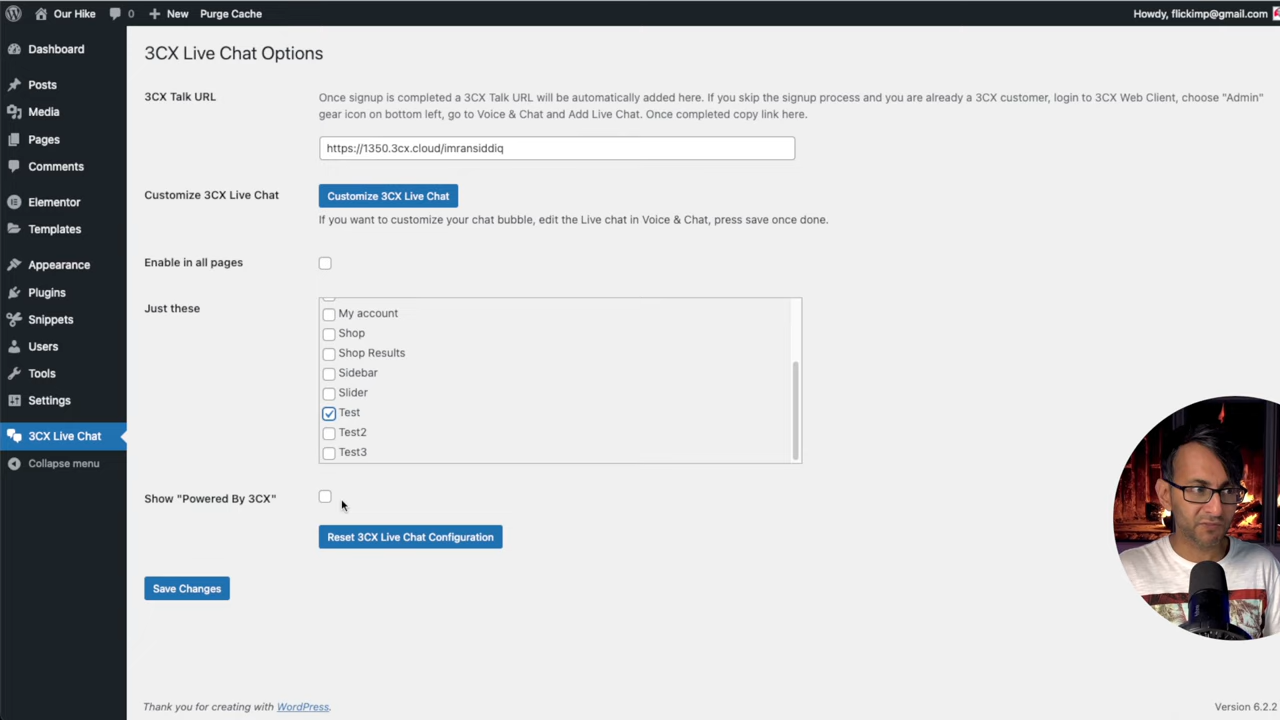 Our Hike 0 New Purge Cache Howdy, flickimp@gmail.com
Dashboard
Posts
Media
Pages
Comments
Elementor
Templates
Appearance
Plugins
Snippets
Users
Tools
Settings
3CX Live Chat
Collapse menu
3CX Live Chat Options
3CX Talk URL
Once signup is completed a 3CX Talk URL will be automatically added here. If you skip the signup process and you are already a 3CX customer, login to 3CX Web Client, choose "Admin"
gear icon on bottom left, go to Voice & Chat and Add Live Chat. Once completed copy link here.
https://1350.3cx.cloud/imransiddiq
Customize 3CX Live Chat
Customize 3CX Live Chat
If you want to customize your chat bubble, edit the Live chat in Voice & Chat, press save once done.
Enable in all pages
Just these
My account
Shop
Shop Results
Sidebar
Slider
Test
Test2
Test3
Show "Powered By 3CX"
Reset 3CX Live Chat Configuration
Save Changes
Thank you for creating with WordPress.
Version 6.2.2